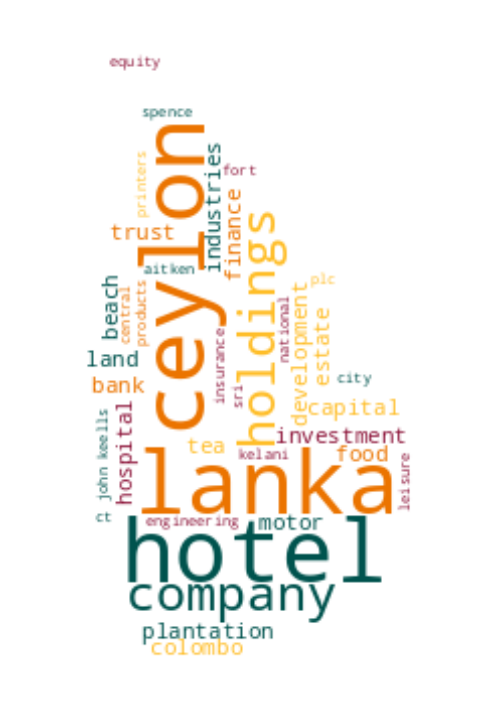 equity
spence
ceylon
printers
industries
fort
trust
finance
holdings
aitken
beach
central
products
plc
national
development
estate
land
insurance
sri
city
bank
capital
john keells
hospital
tea
investment
kelani
food
lanka
leisure
ct
engineering
motor
hotel
company
plantation
colombo